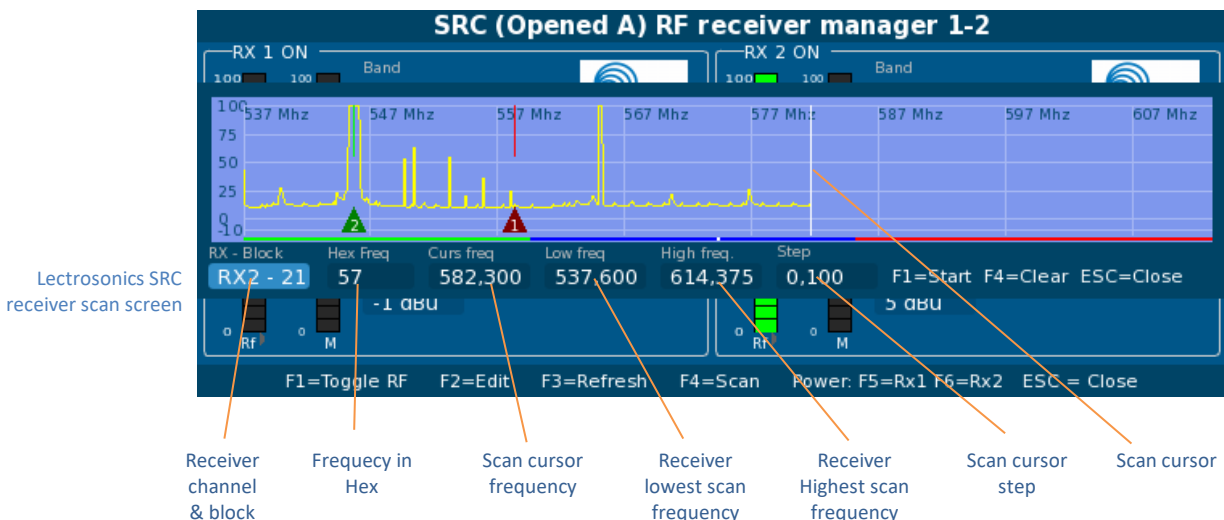 SRC (Opened A) RF receiver manager 1-2
RX 1 ON
RX 2 ON
100 100 Band
100 100 Band
100
75
50
25
0
-10
537 Mhz 547 Mhz 557 Mhz 567 Mhz 577 Mhz 587 Mhz 597 Mhz 607 Mhz
2 1
RX - Block Hex Freq Curs freq Low freq High freq. Step
RX2 - 21 57 582,300 537,600 614,375 0,100 F1=Start F4=Clear ESC=Close
Lectrosonics SRC
receiver scan screen
-1 dBu
5 dBu
0 0
Rf M
0 0
Rf M
F1=Toggle RF F2=Edit F3=Refresh F4=Scan Power: F5=Rx1 F6=Rx2 ESC = Close
Receiver
channel
& block
Frequecy in
Hex
Scan cursor
frequency
Receiver
lowest scan
frequency
Receiver
Highest scan
frequency
Scan cursor
step
Scan cursor